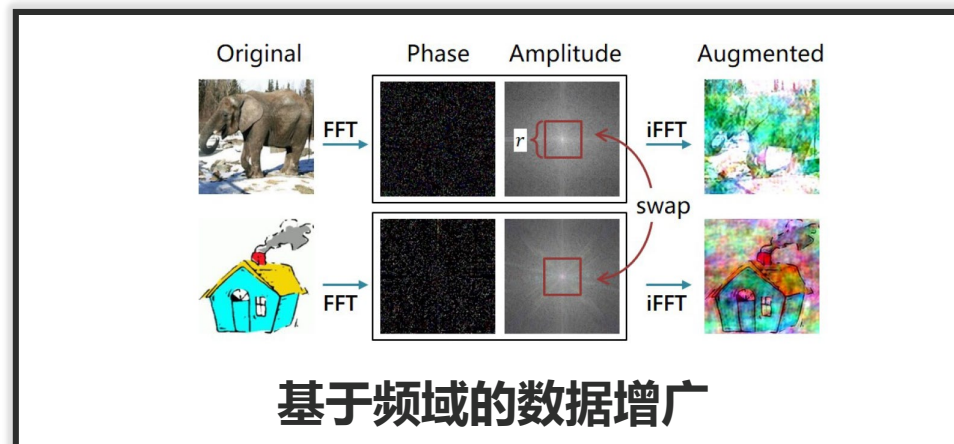 Original Phase Amplitude Augmented
FFT r iFFT
swap
FFT iFFT
基于频域的数据增广